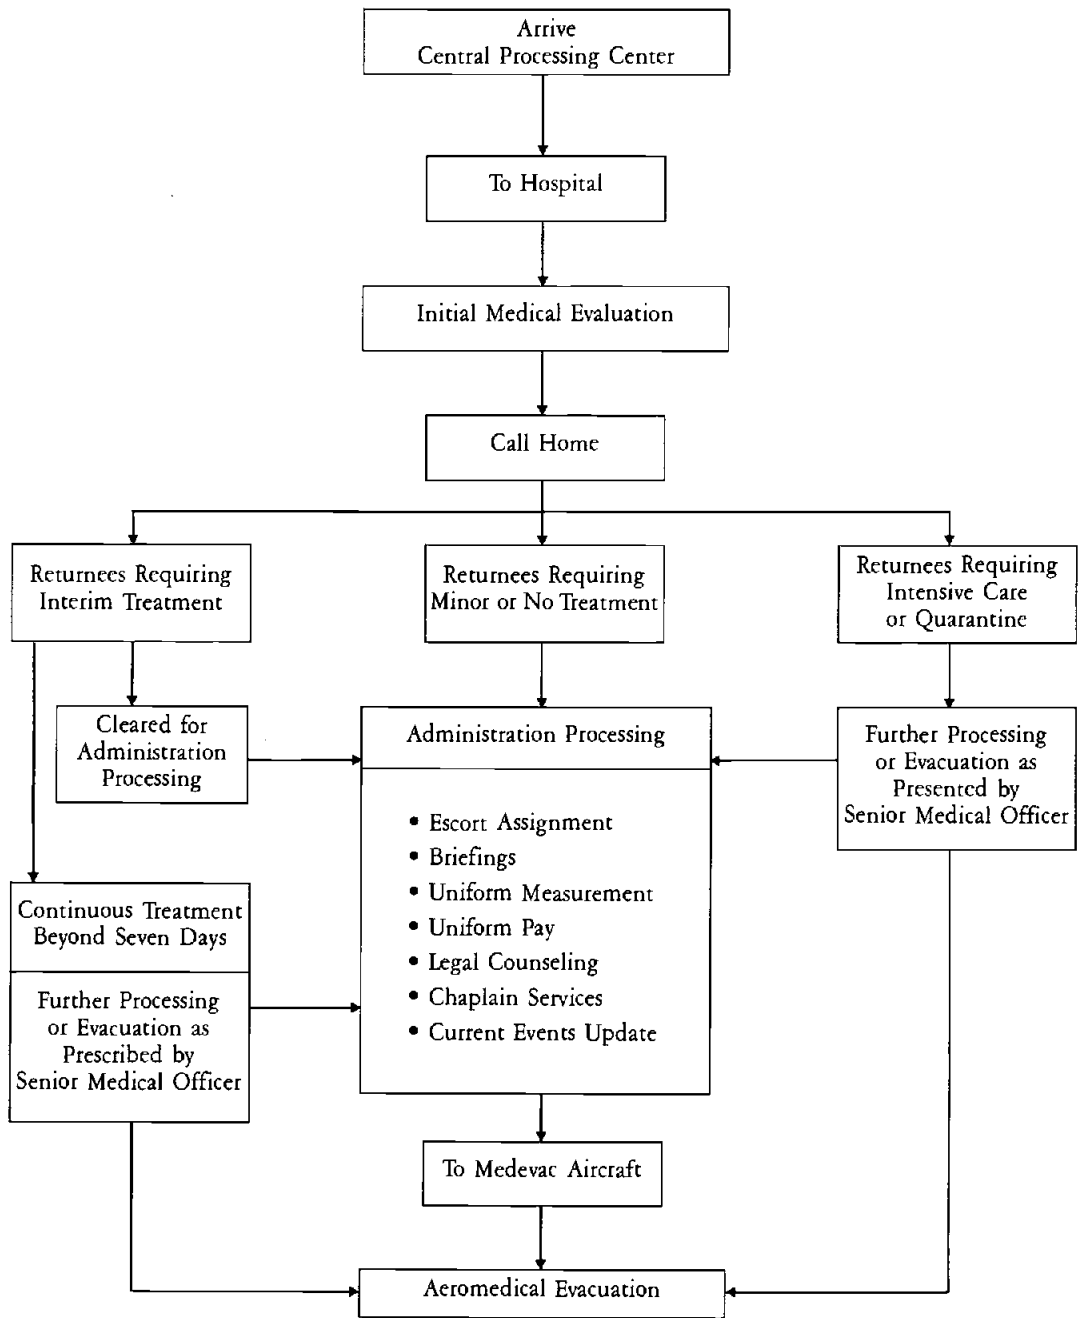 Arrive
Central Processing Center
To Hospital
Initial Medical Evaluation
Call Home
Returnees Requiring
Interim Treatment
Returnees Requiring
Minor or No Treatment
Returnees Requiring
Intensive Care
or Quarantine
Cleared for
Administration
Processing
Administration Processing
• Escort Assignment
• Briefings
• Uniform Measurement
• Uniform Pay
• Legal Counseling
• Chaplain Services
• Current Events Update
Further Processing
or Evacuation as
Presented by
Senior Medical Officer
Continuous Treatment
Beyond Seven Days
Further Processing
or Evacuation as
Prescribed by
Senior Medical Officer
To Medevac Aircraft
Aeromedical Evacuation